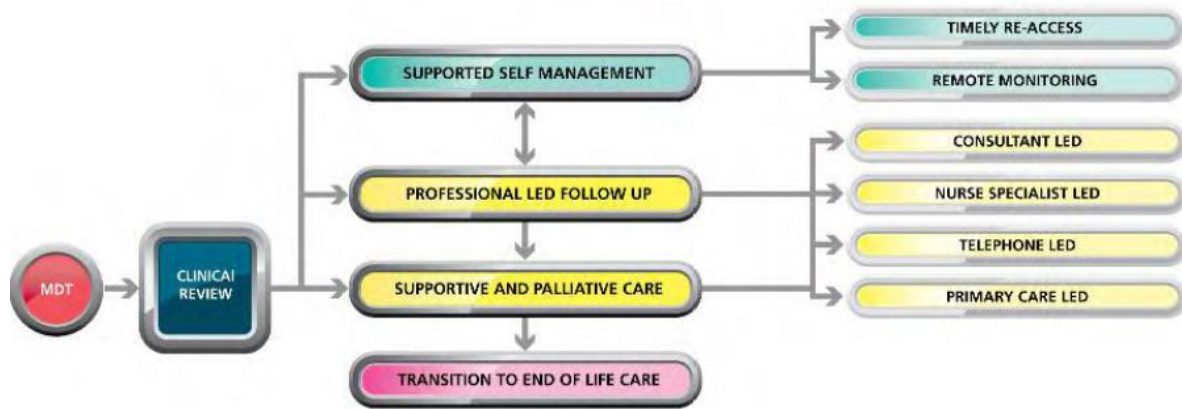 MDT
CLINICAL
REVIEW
SUPPORTED SELF MANAGEMENT
PROFESSIONAL LED FOLLOW UP
SUPPORTIVE AND PALLIATIVE CARE
TRANSITION TO END OF LIFE CARE
TIMELY RE-ACCESS
REMOTE MONITORING
CONSULTANT LED
NURSE SPECIALIST LED
TELEPHONE LED
PRIMARY CARE LED